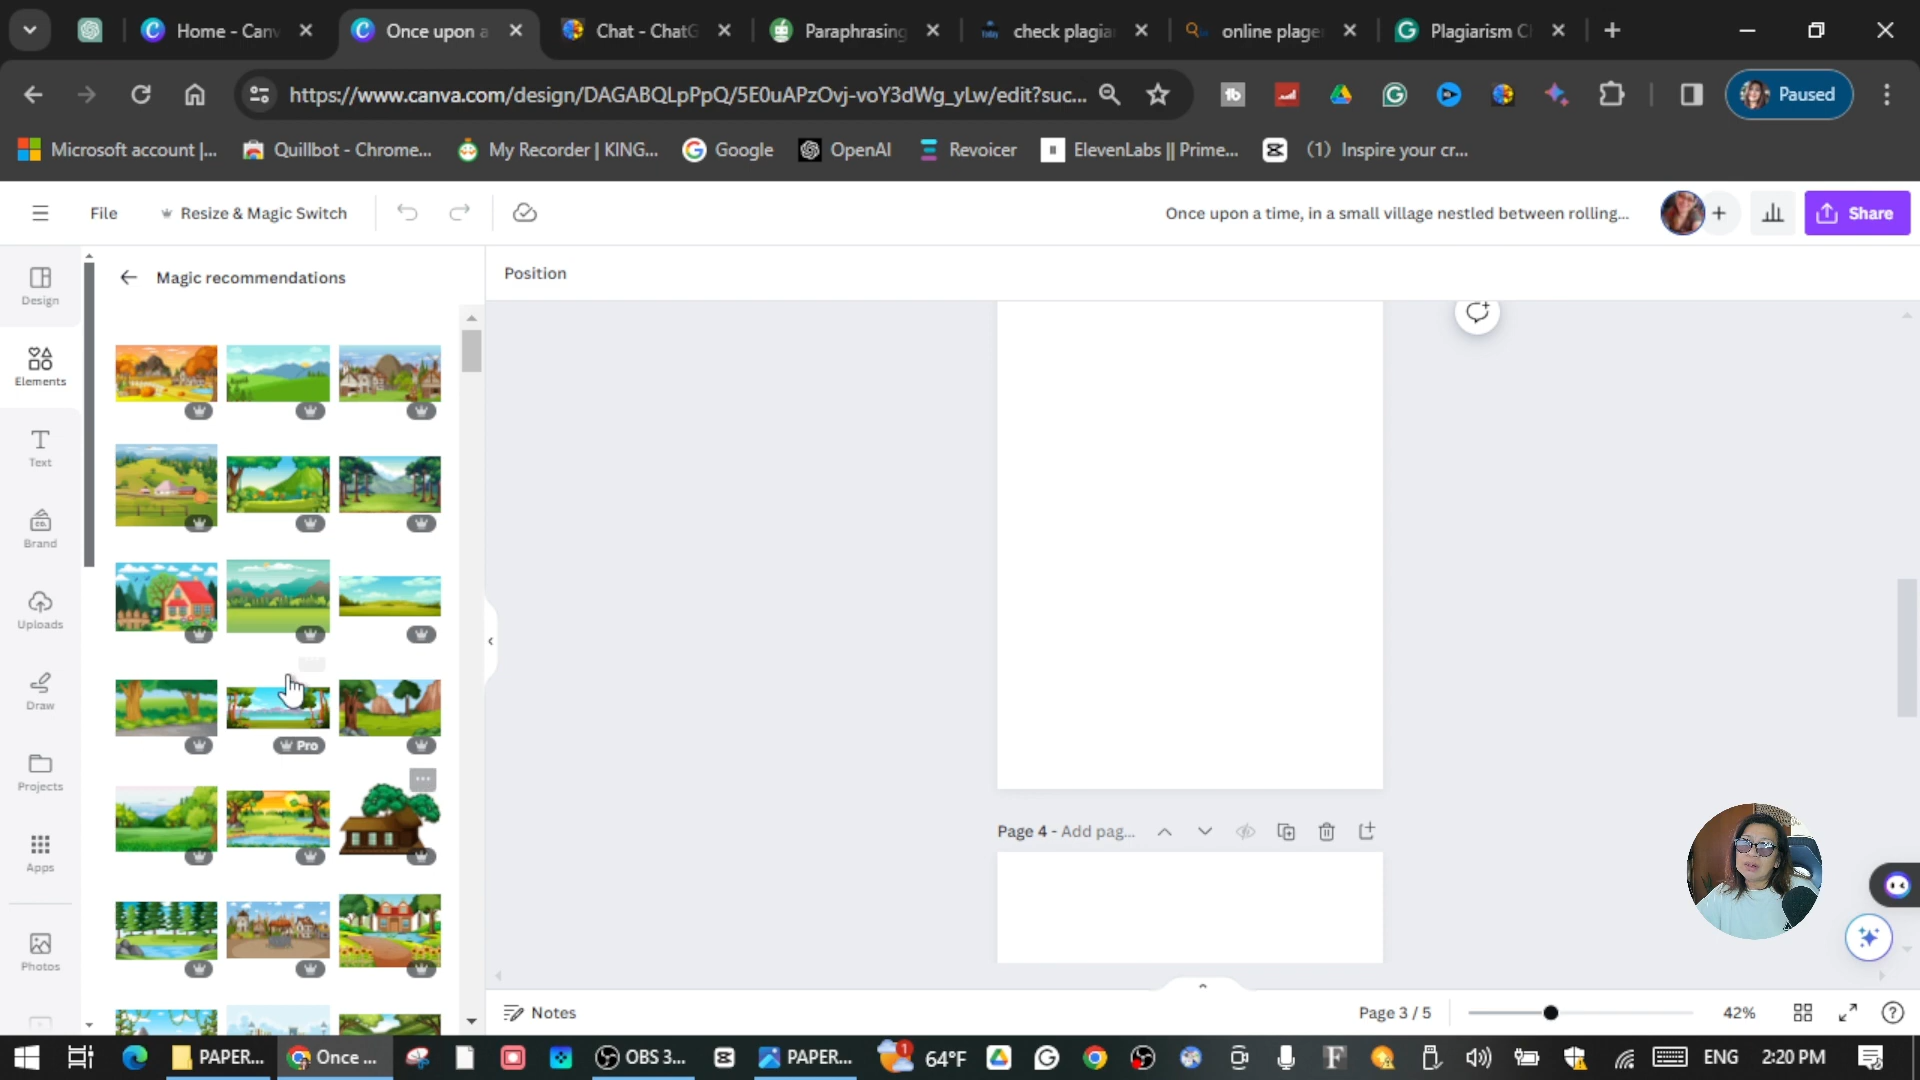 Home - Canv
Once upon a
Chat - ChatG
Paraphrasing
check plagiar
online plage
Plagiarism Ch
https://www.canva.com/design/DAGABQLpPpQ/5E0uAPzOvj-voY3dWg_yLw/edit?suc...
Paused
Microsoft account |...
Quillbot - Chrome...
My Recorder | KING...
Google
OpenAI
Revoicer
ElevenLabs || Prime...
(1) Inspire your cr...
File
Resize & Magic Switch
Once upon a time, in a small village nestled between rolling...
Share
Design
Elements
Text
Brand
Uploads
Draw
Projects
Apps
Photos
Magic recommendations
Pro
Position
Page 4 - Add pag...
Notes
Page 3 / 5
42%
PAPER...
Once ...
OBS 3...
PAPER...
1
64°F
ENG
2:20 PM